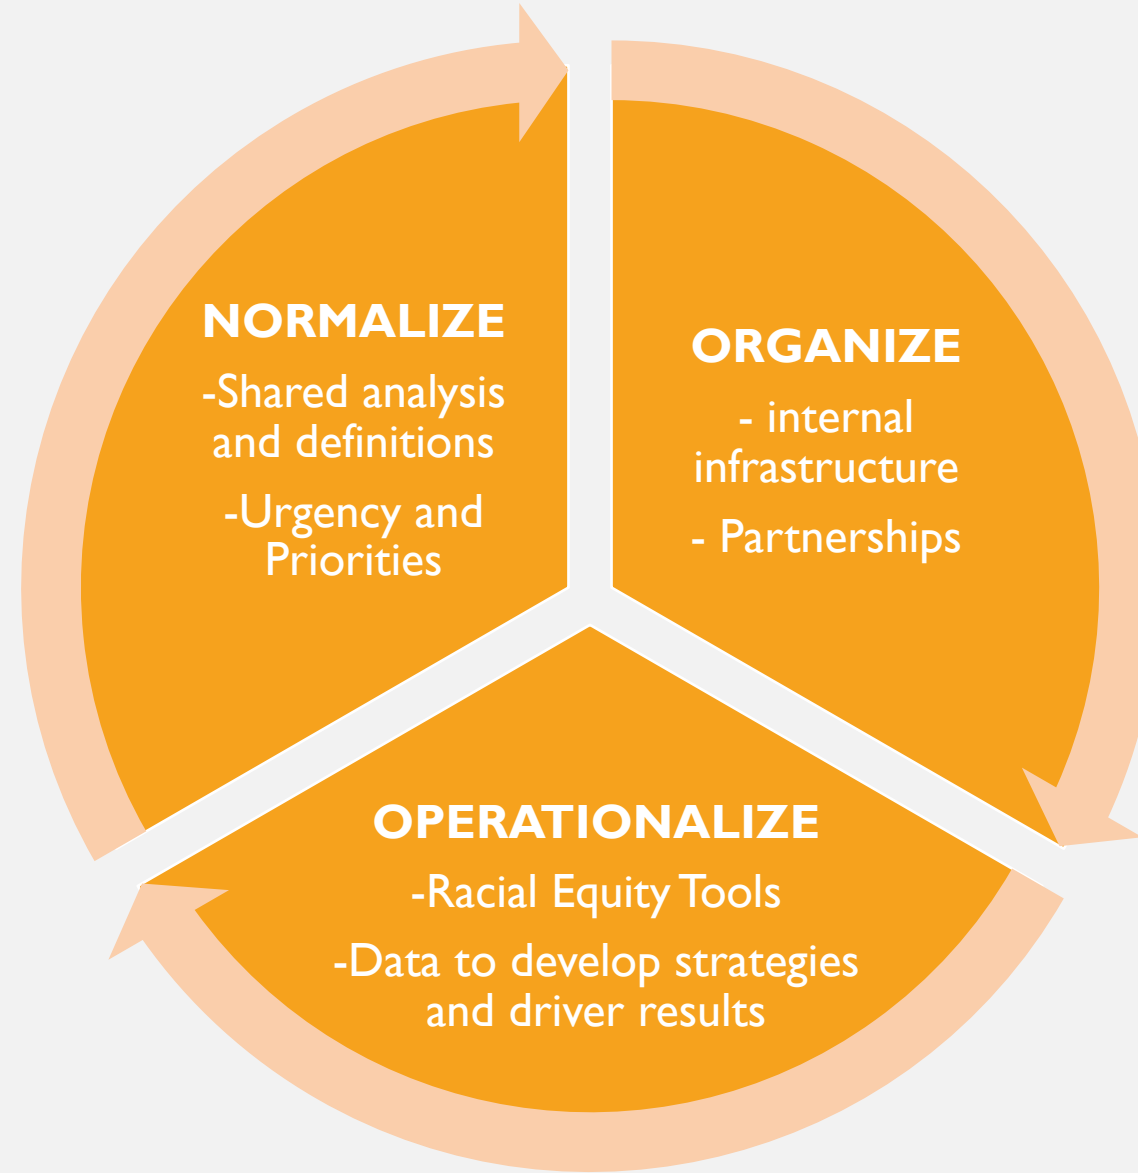 NORMALIZE
-Shared analysis
and definitions
-Urgency and
Priorities
ORGANIZE
- internal
infrastructure
- Partnerships
OPERATIONALIZE
-Racial Equity Tools
-Data to develop strategies
and driver results